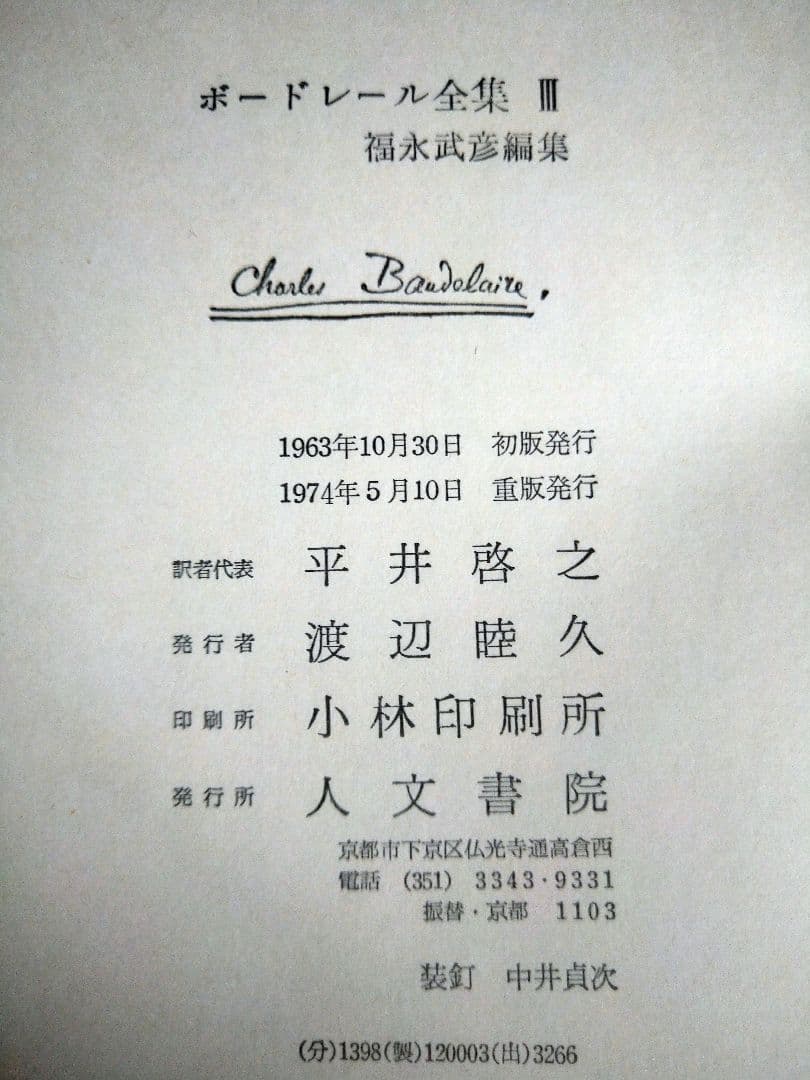 ボードレール全集 Ⅲ
福永武彦編集
Charles Baudelaire.
1963年10月30日 初版発行
1974年5月10日 重版発行
訳者代表 平井啓之
発行者 渡辺睦久
印刷所 小林印刷所
発行所 人文書院
京都市下京区仏光寺通高倉西
電話 (351) 3343・9331
振替・京都 1103
装釘 中井貞次
(分)1398(製)120003(出)3266